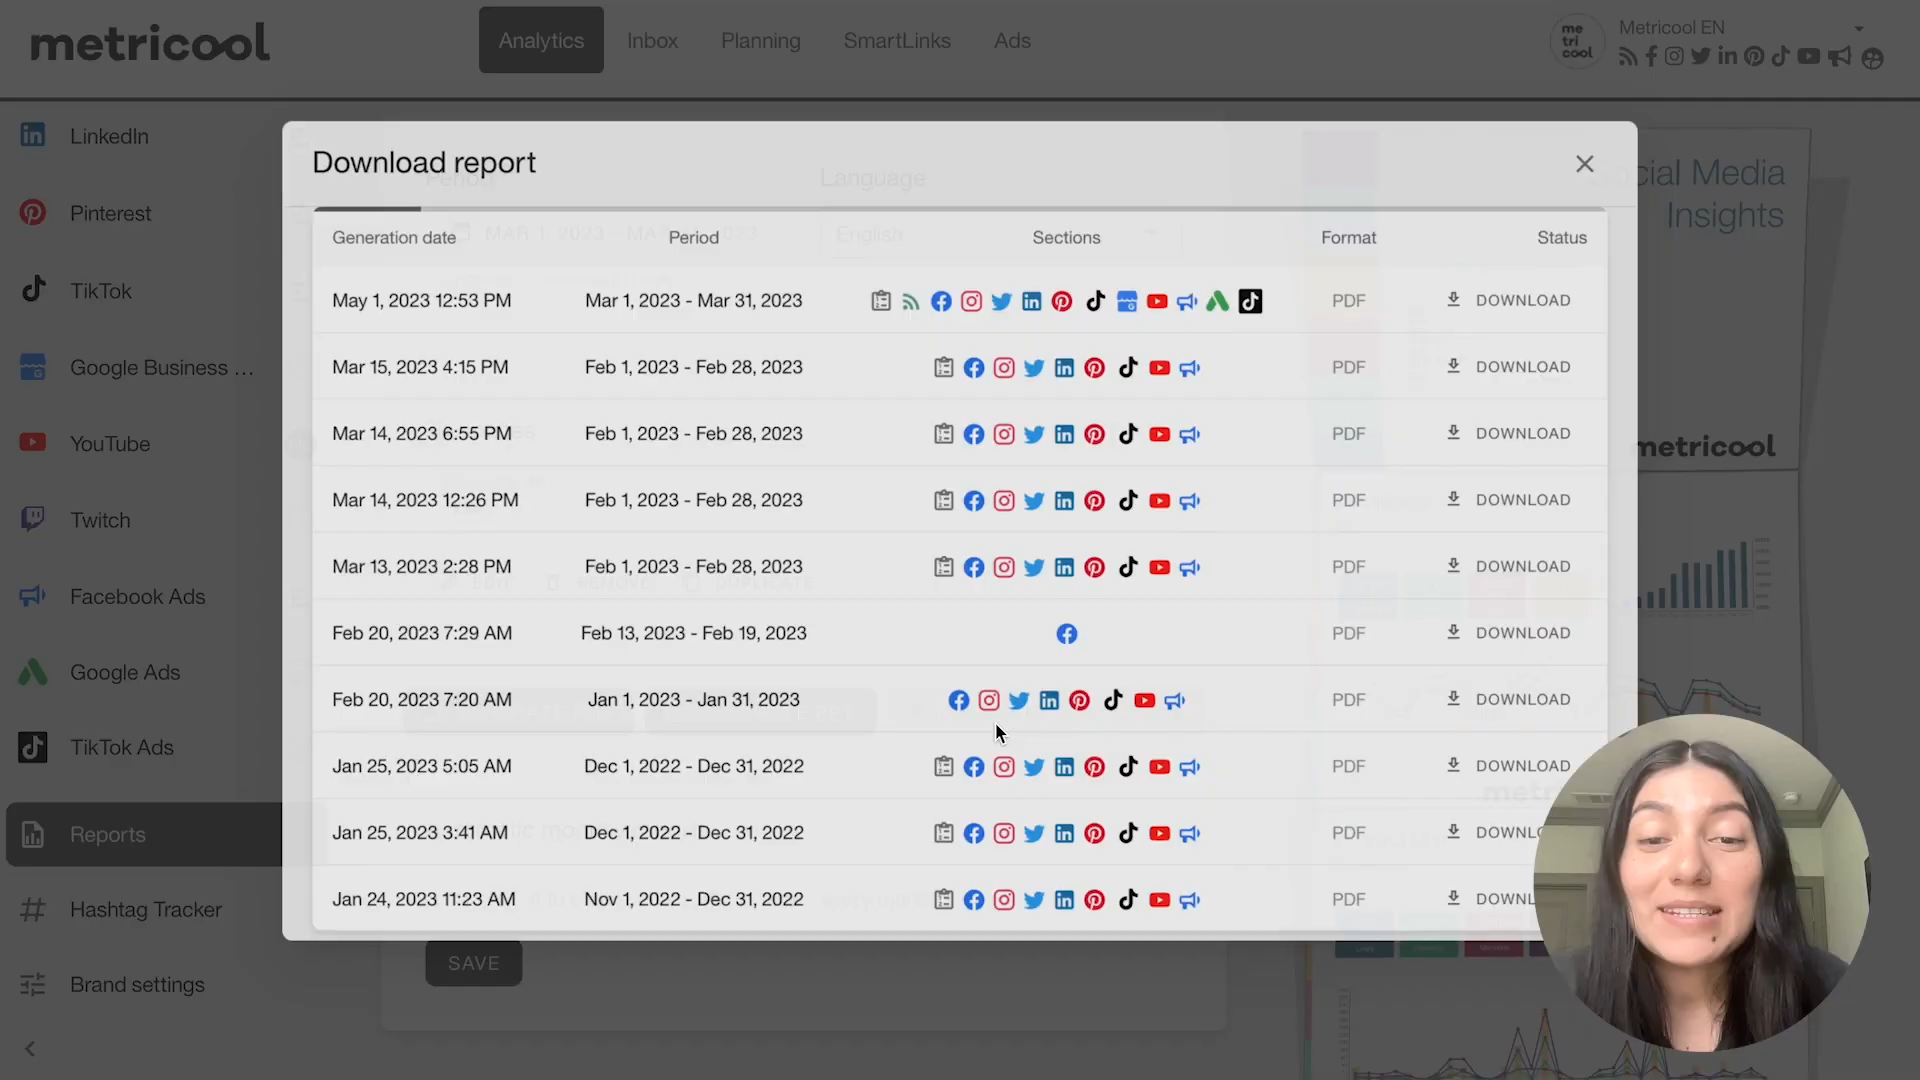 metricool
Analytics
Inbox
Planning
SmartLinks
Ads
me
tri
cool
Metricool EN
LinkedIn
Pinterest
TikTok
Google Business ...
YouTube
Twitch
Facebook Ads
Google Ads
TikTok Ads
Reports
Hashtag Tracker
Brand settings
Download report
Language
English
Generation date Period Sections Format Status
May 1, 2023 12:53 PM Mar 1, 2023 - Mar 31, 2023 PDF DOWNLOAD
Mar 15, 2023 4:15 PM Feb 1, 2023 - Feb 28, 2023 PDF DOWNLOAD
Mar 14, 2023 6:55 PM Feb 1, 2023 - Feb 28, 2023 PDF DOWNLOAD
Mar 14, 2023 12:26 PM Feb 1, 2023 - Feb 28, 2023 PDF DOWNLOAD
Mar 13, 2023 2:28 PM Feb 1, 2023 - Feb 28, 2023 PDF DOWNLOAD
Feb 20, 2023 7:29 AM Feb 13, 2023 - Feb 19, 2023 PDF DOWNLOAD
Feb 20, 2023 7:20 AM Jan 1, 2023 - Jan 31, 2023 PDF DOWNLOAD
Jan 25, 2023 5:05 AM Dec 1, 2022 - Dec 31, 2022 PDF DOWNLOAD
Jan 25, 2023 3:41 AM Dec 1, 2022 - Dec 31, 2022 PDF DOWNLO
Jan 24, 2023 11:23 AM Nov 1, 2022 - Dec 31, 2022 PDF DOWNL
SAVE
cial Media
Insights
metricool